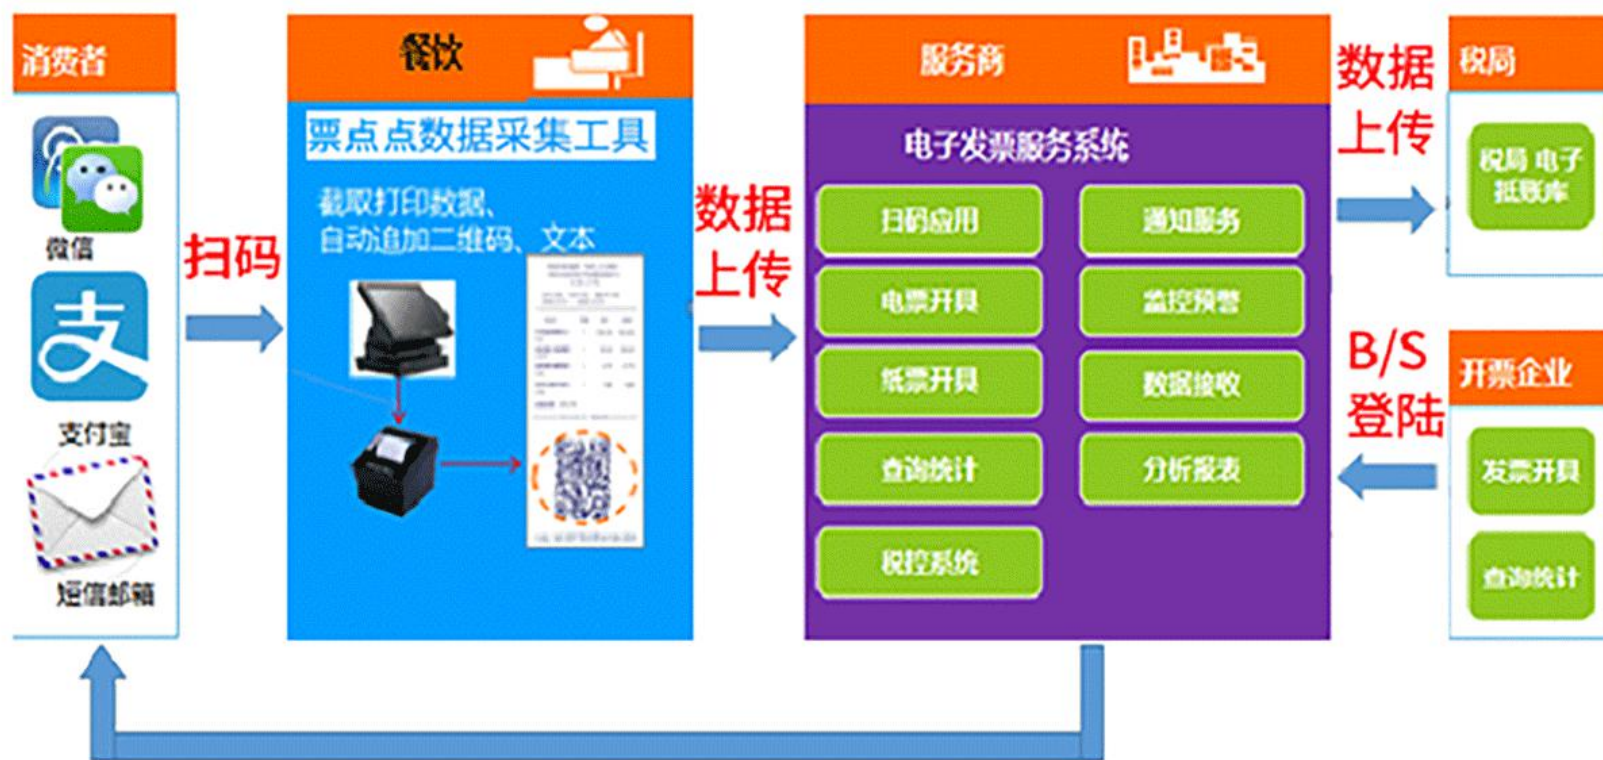 消费者
微信
支付宝
短信邮箱
扫码
餐饮
票点点数据采集工具
截取打印数据、
自动追加二维码、文本
数据
上传
服务商
电子发票服务系统
扫码应用
通知服务
电票开具
监控预警
纸票开具
数据接收
查询统计
分析报表
税控系统
数据
上传
税局
税局 电子
抵账库
B/S
登陆
开票企业
发票开具
查询统计